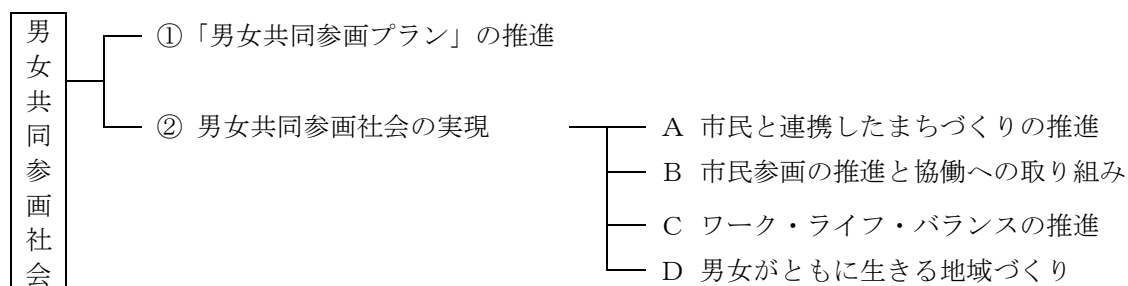 男女共同参画社会
①「男女共同参画プラン」の推進
② 男女共同参画社会の実現
A 市民と連携したまちづくりの推進
B 市民参画の推進と協働への取り組み
C ワーク・ライフ・バランスの推進
D 男女がともに生きる地域づくり